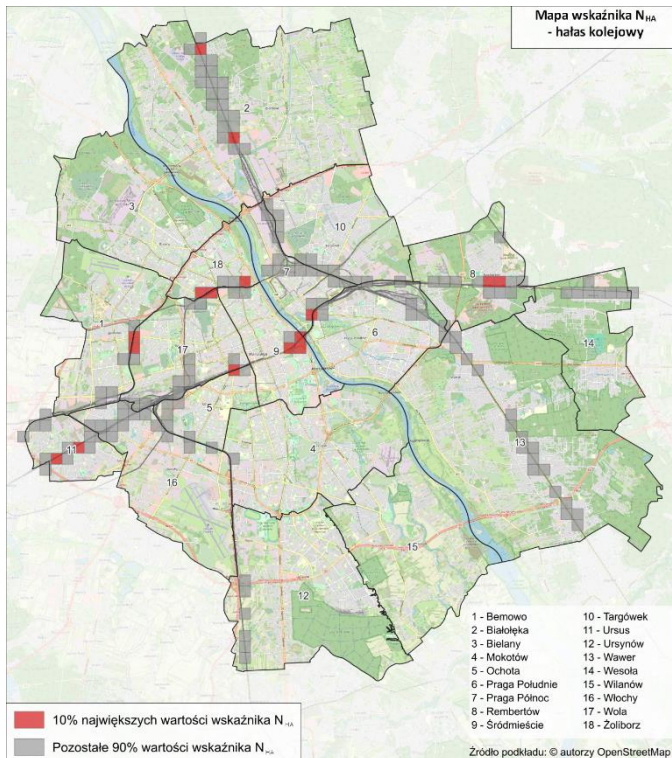 Mapa wskaźnika N HA
- hałas kolejowy
2
3
10
18
7
8
1
17
9
6
14
5
11
4
13
16
15
12
1 - Bemowo
2 - Białołęka
3 - Bielany
4 - Mokotów
5 - Ochota
6 - Praga Południe
7 - Praga Północ
8 - Rembertów
9 - Śródmieście
10 - Targówek
11 - Ursus
12 - Ursynów
13 - Wawer
14 - Wesoła
15 - Wilanów
16 - Włochy
17 - Wola
18 - Żoliborz
10% największych wartości wskaźnika N HA
Pozostałe 90% wartości wskaźnika N HA
Źródło podkładu: © autorzy OpenStreetMap